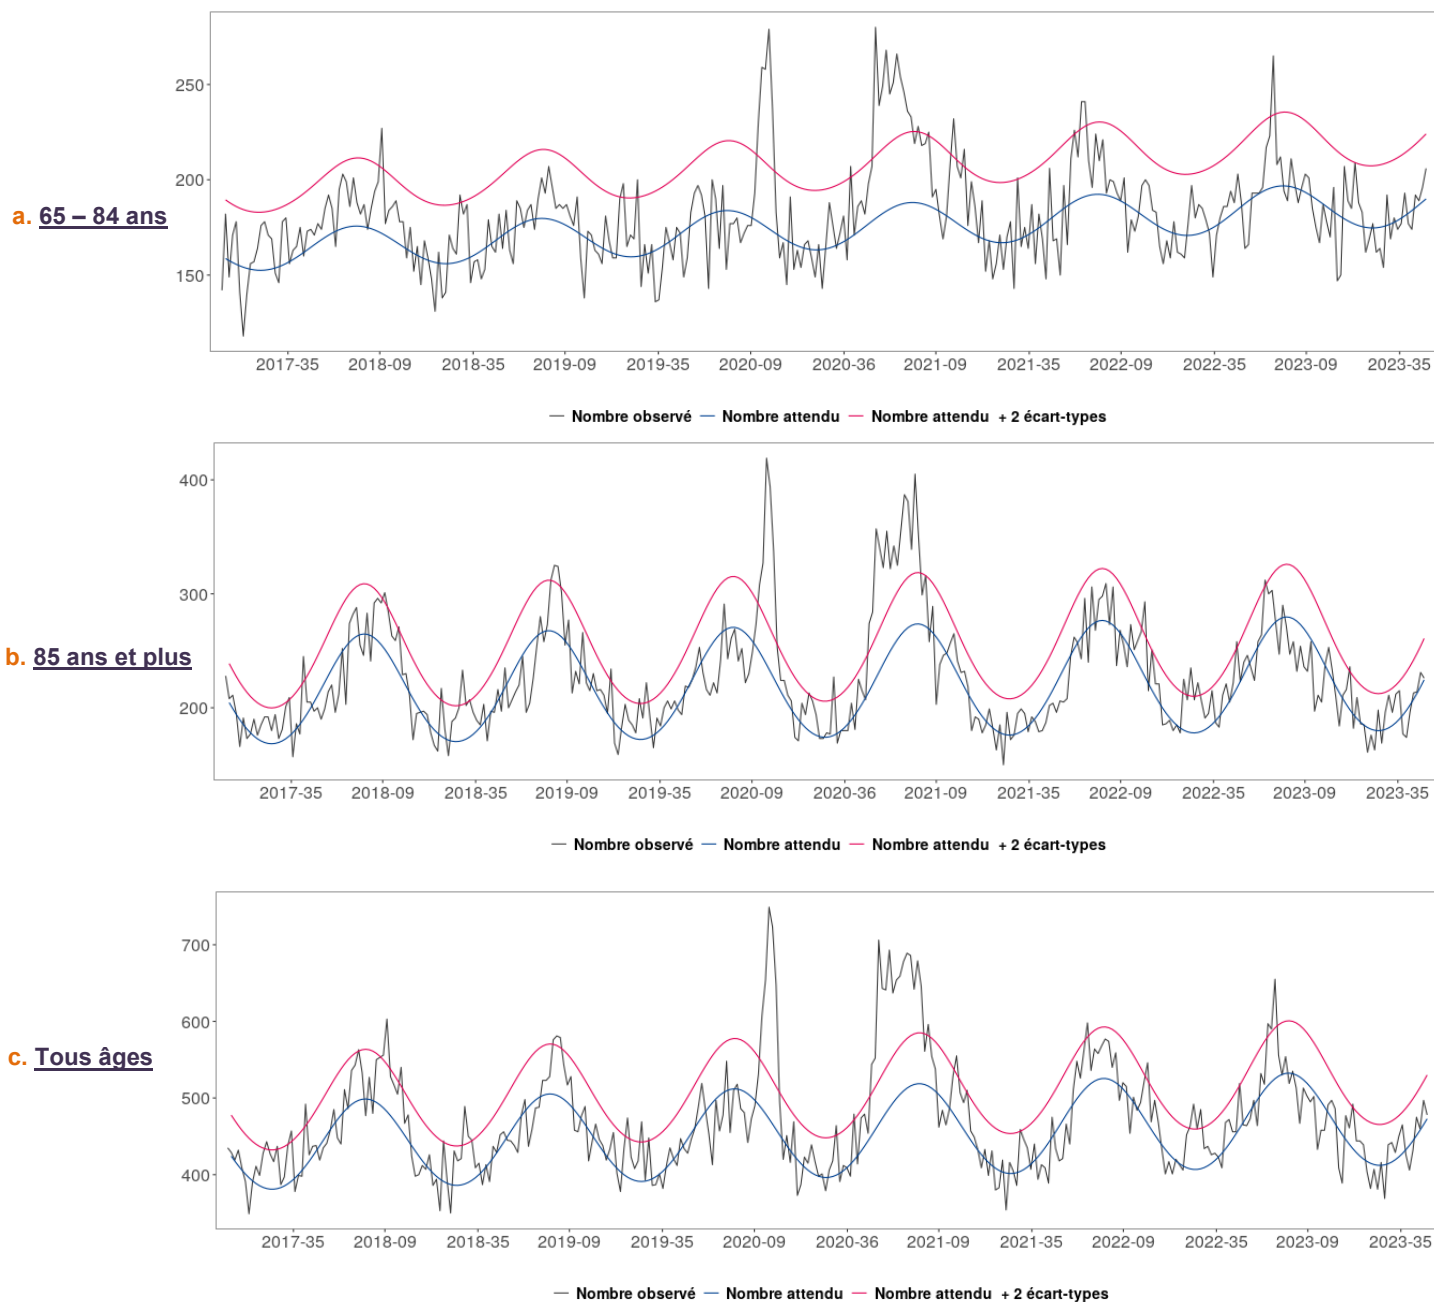 250
200
a. 65 – 84 ans
150
2017-35 2018-09 2018-35 2019-09 2019-35 2020-09 2020-36 2021-09 2021-35 2022-09 2022-35 2023-09 2023-35
Nombre observé Nombre attendu Nombre attendu + 2 écart-types
400
300
b. 85 ans et plus
200
2017-35 2018-09 2018-35 2019-09 2019-35 2020-09 2020-36 2021-09 2021-35 2022-09 2022-35 2023-09 2023-35
Nombre observé Nombre attendu Nombre attendu + 2 écart-types
700
600
c. Tous âges
500
400
2017-35 2018-09 2018-35 2019-09 2019-35 2020-09 2020-36 2021-09 2021-35 2022-09 2022-35 2023-09 2023-35
Nombre observé Nombre attendu Nombre attendu + 2 écart-types